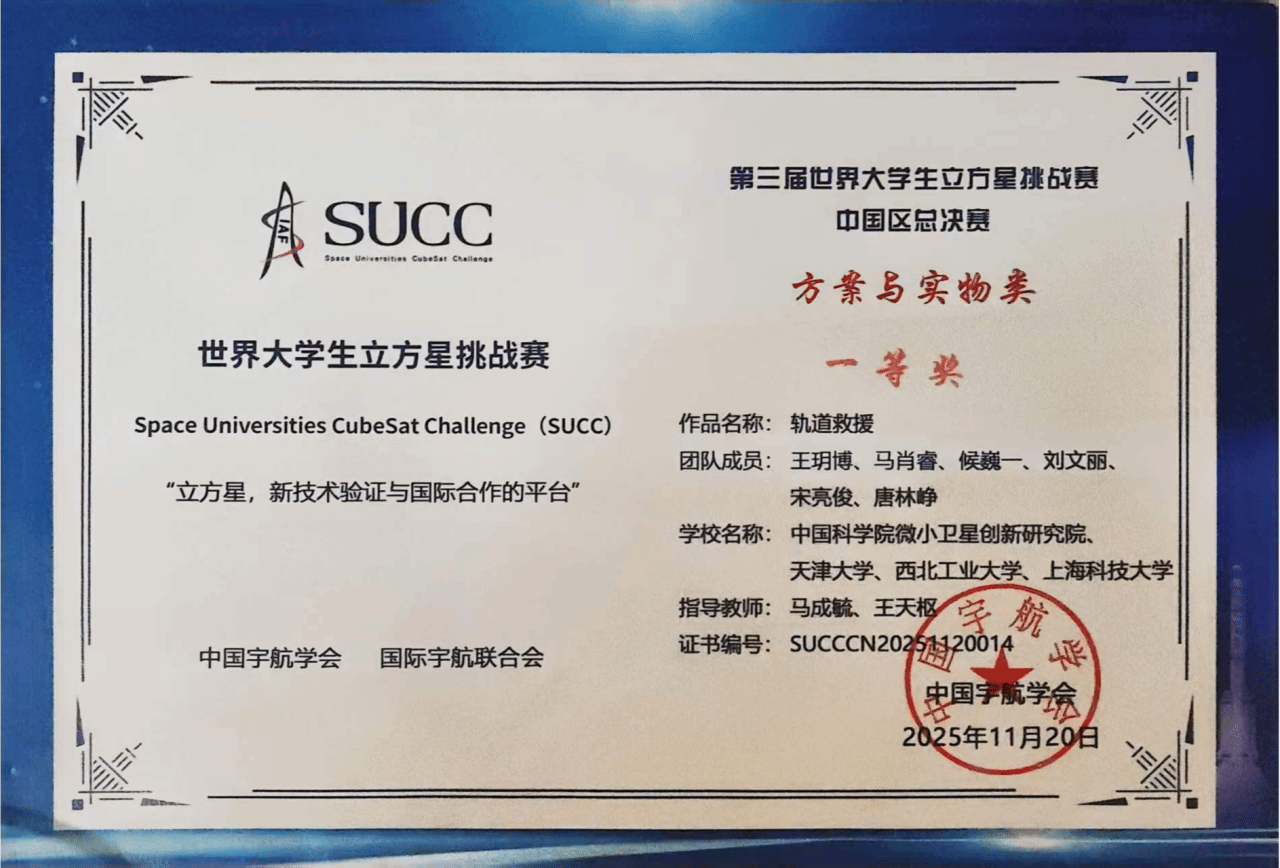 IAF
SUCC
Space Universities CubeSat Challenge
世界大学生立方星挑战赛
Space Universities CubeSat Challenge（SUCC）
“立方星，新技术验证与国际合作的平台”
中国宇航学会 国际宇航联合会
第三届世界大学生立方星挑战赛
中国区总决赛
方案与实物类
一等奖
作品名称： 轨道救援
团队成员： 王玥博、马肖睿、候巍一、刘文丽、
宋亮俊、唐林峥
学校名称： 中国科学院微小卫星创新研究院、
天津大学、西北工业大学、上海科技大学
指导教师： 马成毓、王天枢
证书编号： SUCCCN20251120014
中国宇航学会
中国宇航学会
2025年11月20日